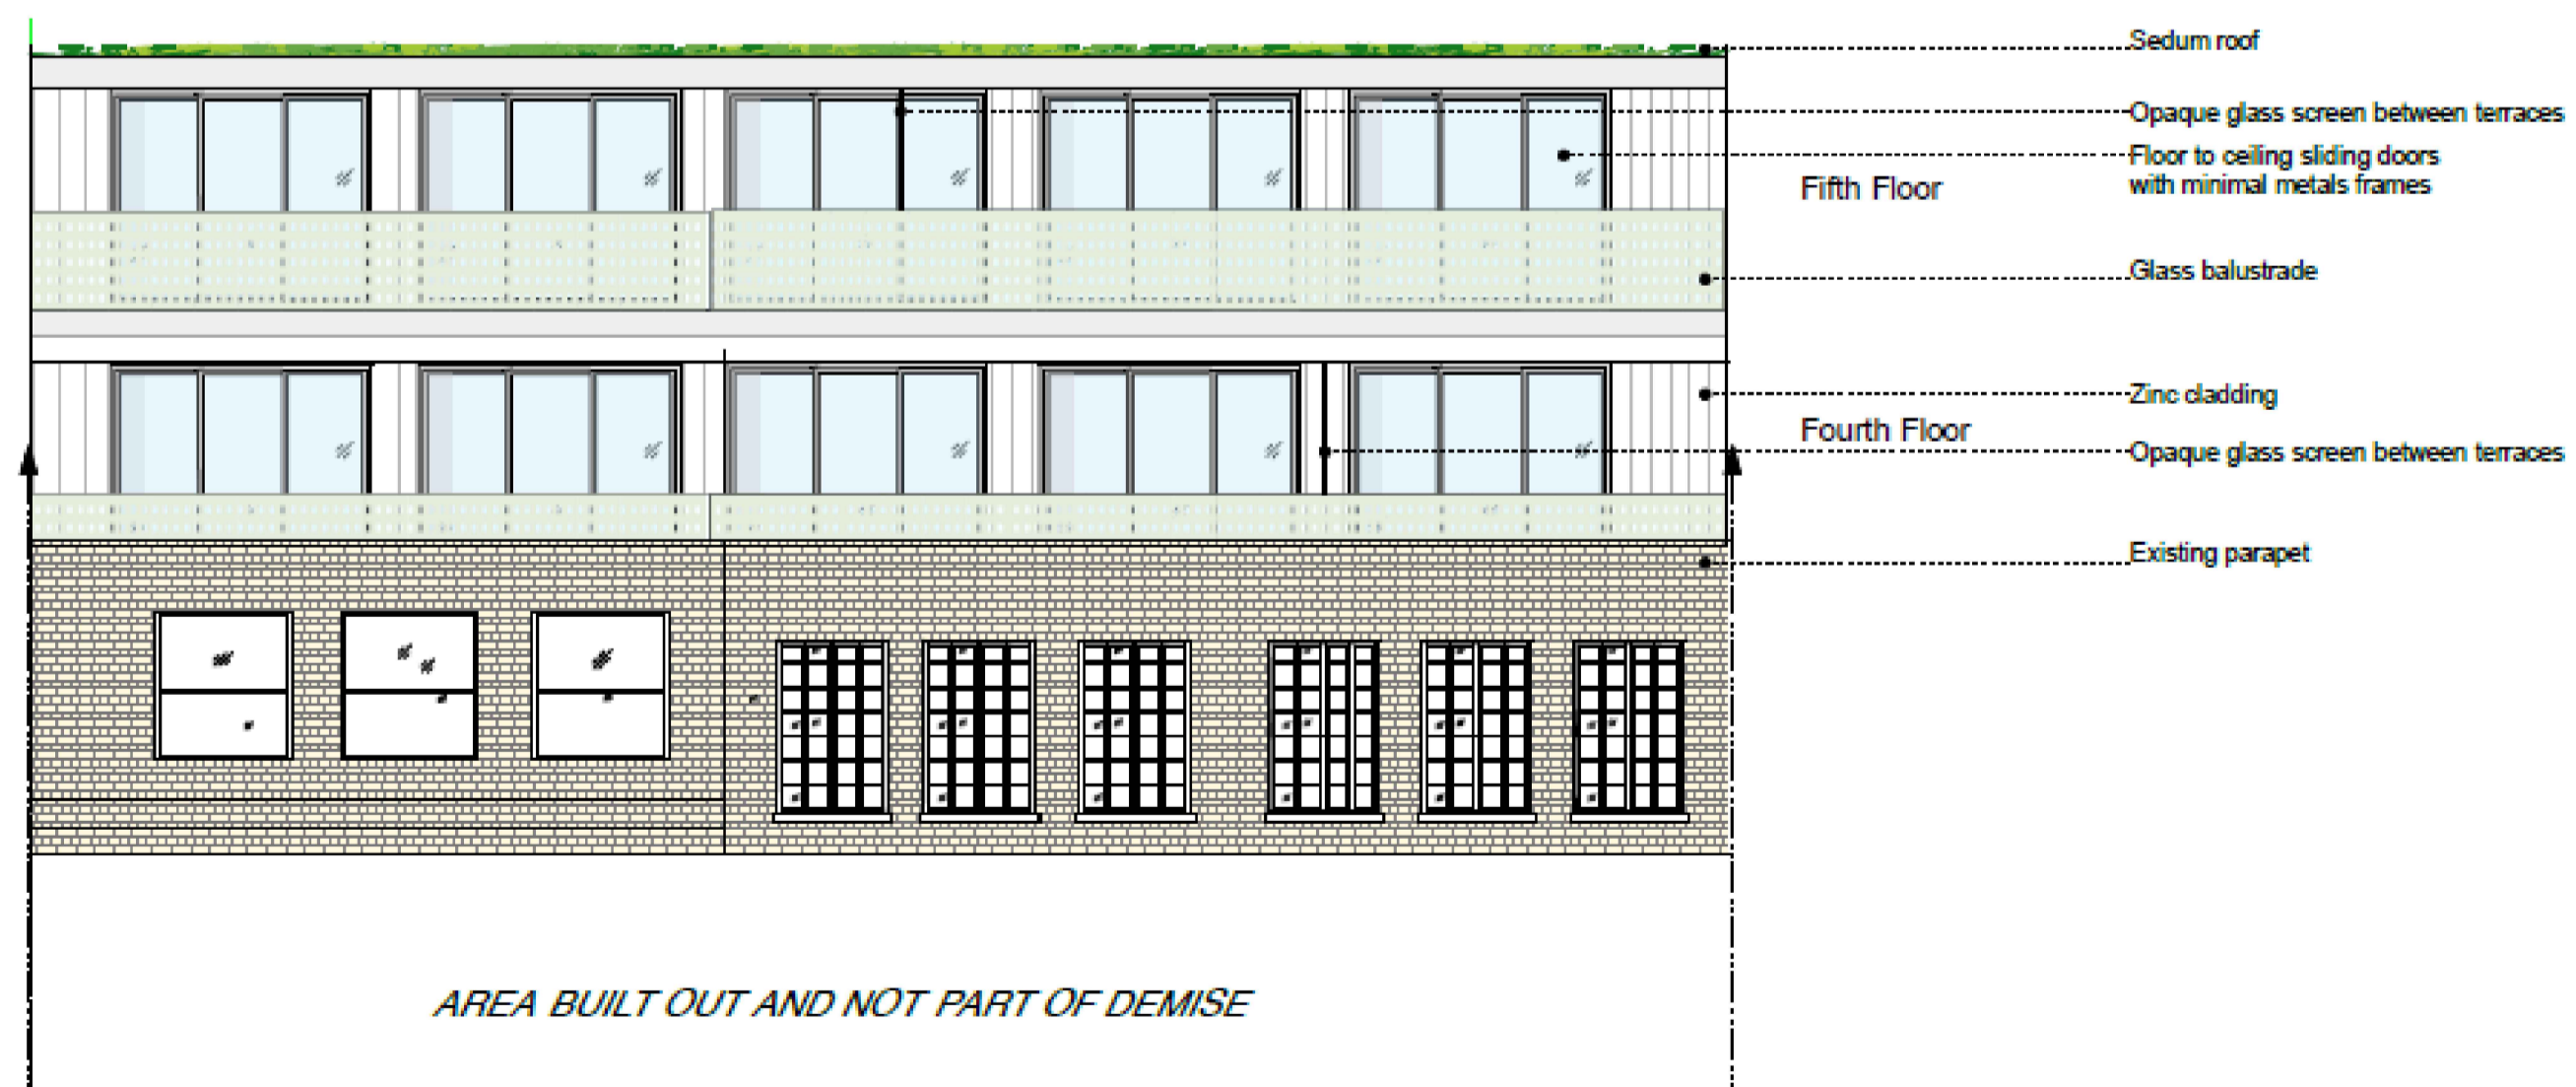 Sedum roof
Opaque glass screen between terraces
Floor to ceiling sliding doors
with minimal metals frames
Fifth Floor
Glass balustrade
Zinc cladding
Fourth Floor
Opaque glass screen between terraces
Existing parapet
AREA BUILT OUT AND NOT PART OF DEMISE